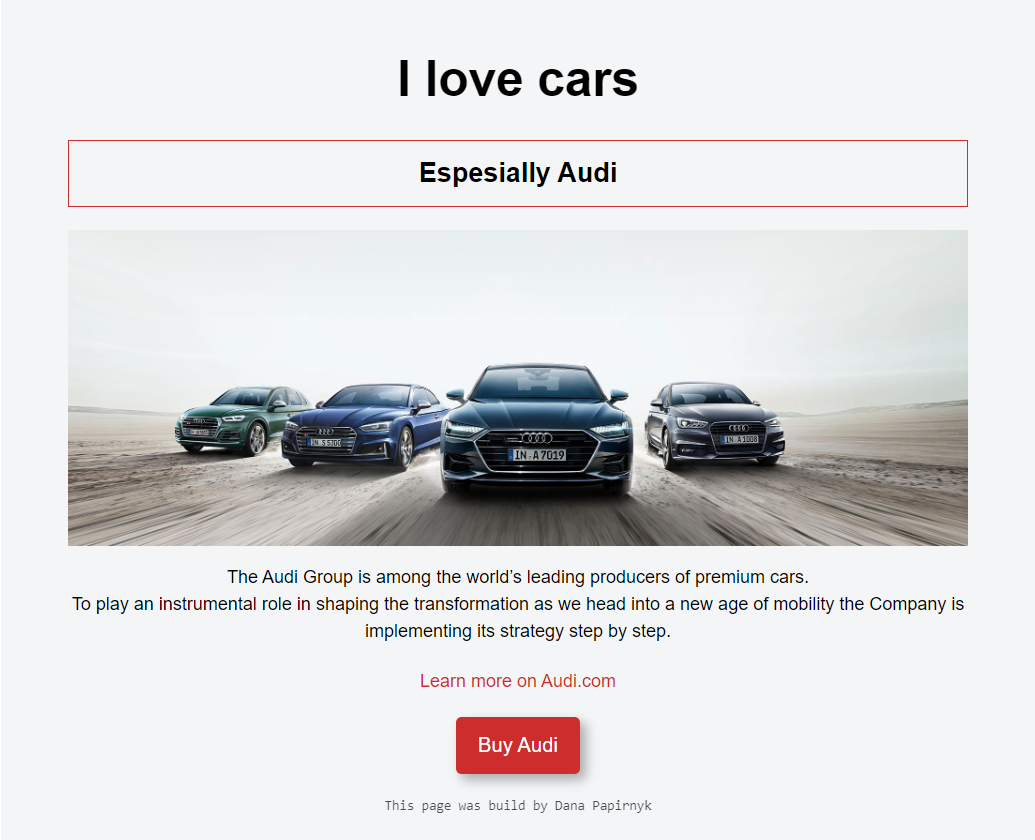 I love cars
Espesially Audi
IN S 5300
IN A 7019
IN A 1008
The Audi Group is among the world’s leading producers of premium cars.
To play an instrumental role in shaping the transformation as we head into a new age of mobility the Company is
implementing its strategy step by step.
Learn more on Audi.com
Buy Audi
This page was build by Dana Papirnyk